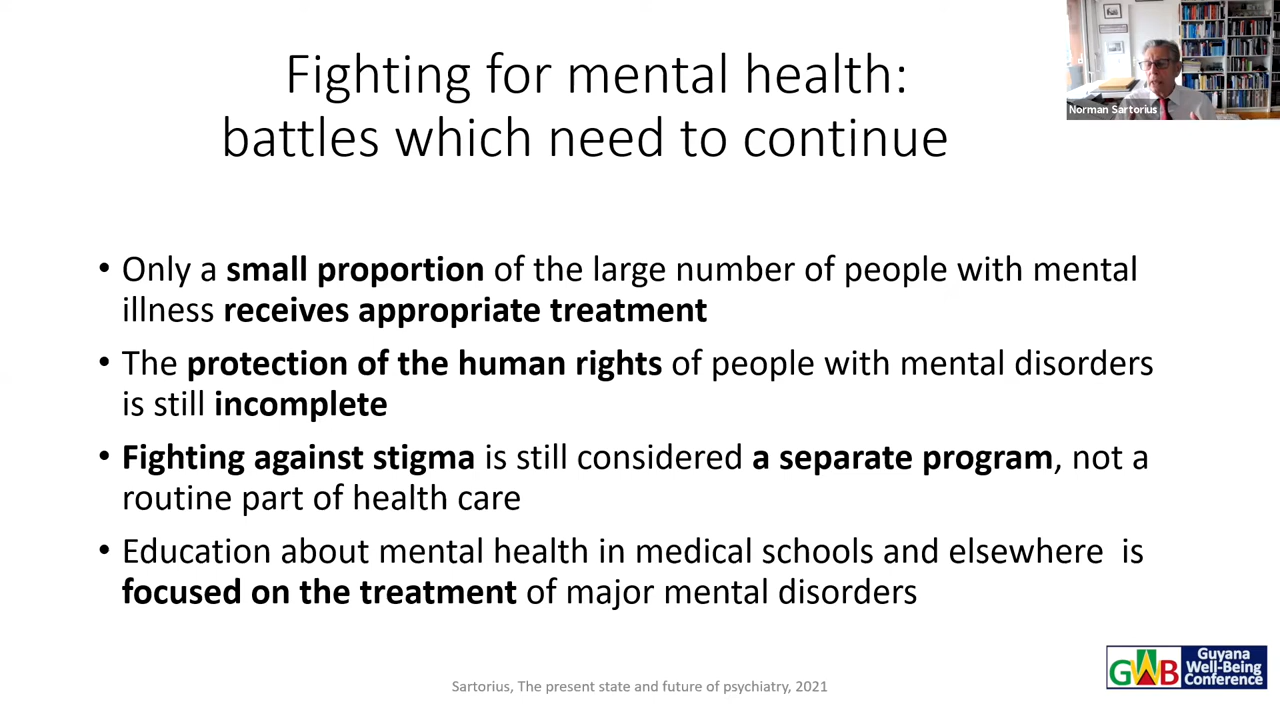 Fighting for mental health:
battles which need to continue
Norman Sartorius
• Only a small proportion of the large number of people with mental
illness receives appropriate treatment
• The protection of the human rights of people with mental disorders
is still incomplete
• Fighting against stigma is still considered a separate program, not a
routine part of health care
• Education about mental health in medical schools and elsewhere is
focused on the treatment of major mental disorders
Sartorius, The present state and future of psychiatry, 2021
GWB
Guyana
Well-Being
Conference